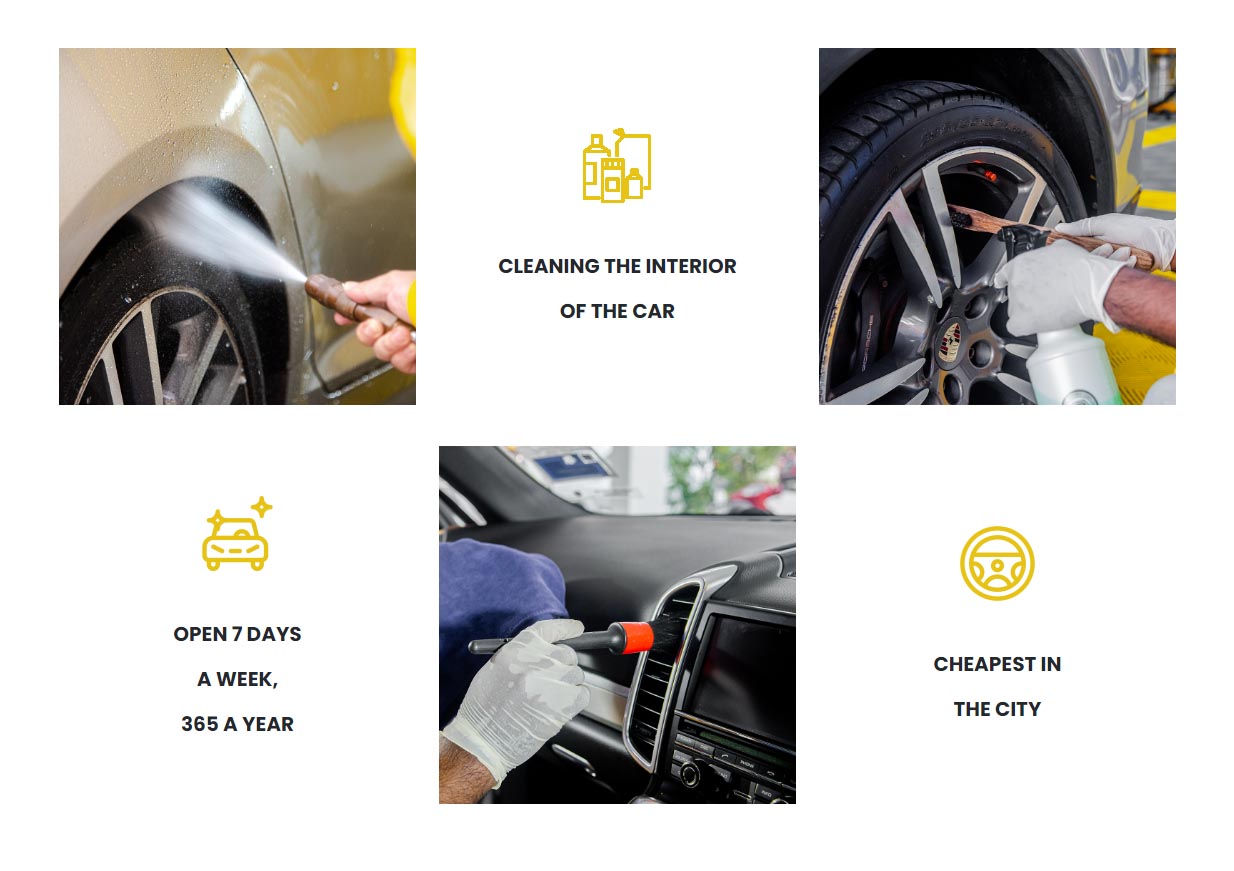 CLEANING THE INTERIOR
OF THE CAR
OPEN 7 DAYS
A WEEK,
365 A YEAR
CHEAPEST IN
THE CITY